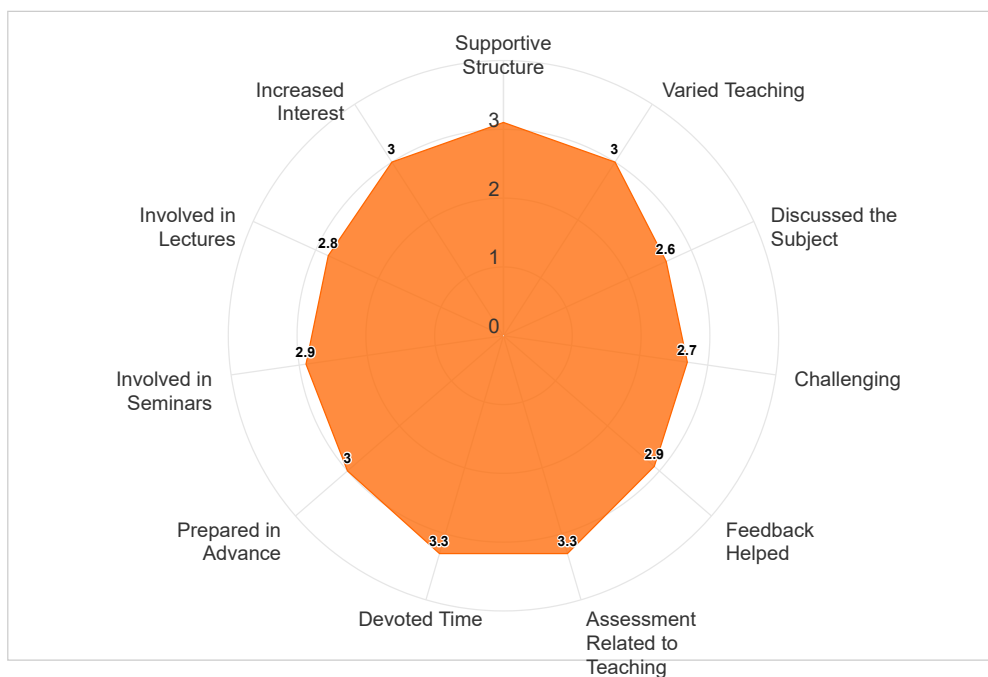 Supportive
Structure
Increased
Interest
Varied Teaching
3
3
3
Involved in
Lectures
2.8
2
2.6
Discussed the
Subject
1
0
Involved in
Seminars
2.9
2.7
Challenging
3
2.9
Prepared in
Advance
Feedback
Helped
3.3
3.3
Devoted Time
Assessment
Related to
Teaching